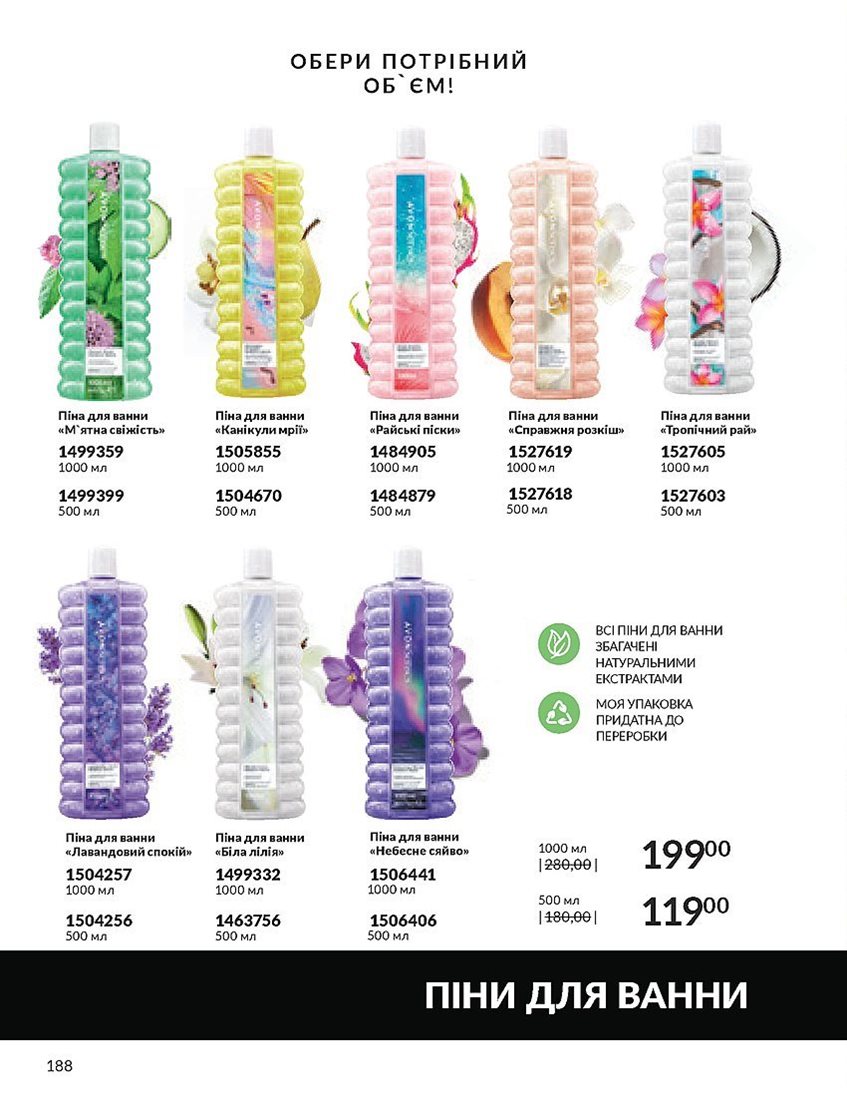 ОБЕРИ ПОТРІБНИЙ
ОБ`ЄМ!
Піна для ванни
«М`ятна свіжість»
1499359
1000 мл
1499399
500 мл
Піна для ванни
«Канікули мрії»
1505855
1000 мл
1504670
500 мл
Піна для ванни
«Райські піски»
1484905
1000 мл
1484879
500 мл
Піна для ванни
«Справжня розкіш»
1527619
1000 мл
1527618
500 мл
Піна для ванни
«Тропічний рай»
1527605
1000 мл
1527603
500 мл
Піна для ванни
«Лавандовий спокій»
1504257
1000 мл
1504256
500 мл
Піна для ванни
«Біла лілія»
1499332
1000 мл
1463756
500 мл
Піна для ванни
«Небесне сяйво»
1506441
1000 мл
1506406
500 мл
ВСІ ПІНИ ДЛЯ ВАННИ
ЗБАГАЧЕНІ
НАТУРАЛЬНИМИ
ЕКСТРАКТАМИ
МОЯ УПАКОВКА
ПРИДАТНА ДО
ПЕРЕРОБКИ
1000 мл
|280,00|
19900
500 мл
|180,00|
11900
ПІНИ ДЛЯ ВАННИ
188